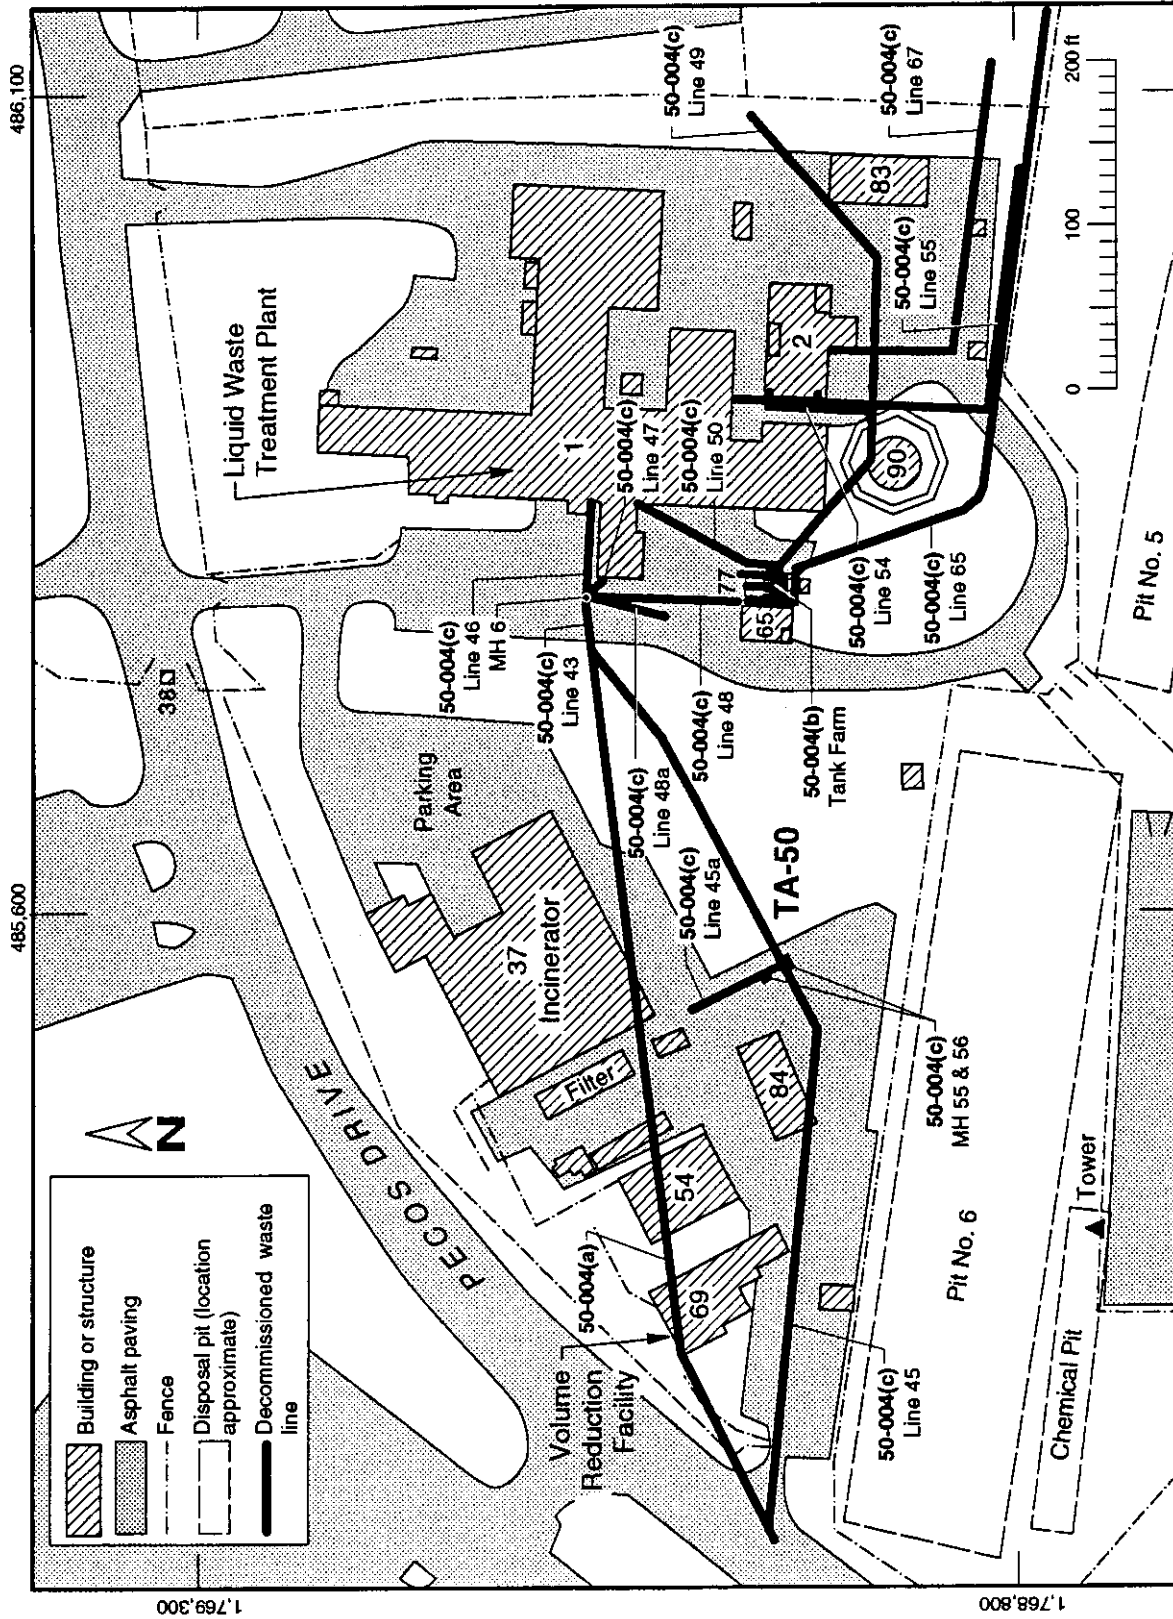 485,600
486,100
1,769,300
1,768,800
Building or structure
Asphalt paving
Fence
Disposal pit (location
approximate)
Decommissioned waste
line
N
PECOS DRIVE
38
Parking
Area
37
Incinerator
Filter
54
69
84
50-004(a)
Volume
Reduction
Facility
Liquid Waste
Treatment Plant
1
50-004(c)
Line 46
MH 6
50-004(c)
Line 43
50-004(c)
Line 47
50-004(c)
Line 50
50-004(c)
Line 49
50-004(c)
Line 67
50-004(c)
Line 48a
50-004(c)
Line 48
50-004(c)
Line 45a
TA-50
65
77
2
83
90
50-004(c)
Line 55
50-004(b)
Tank Farm
50-004(c)
Line 54
50-004(c)
Line 65
50-004(c)
MH 55 & 56
50-004(c)
Line 45
Pit No. 6
Pit No. 5
Chemical Pit
Tower
0
100
200 ft